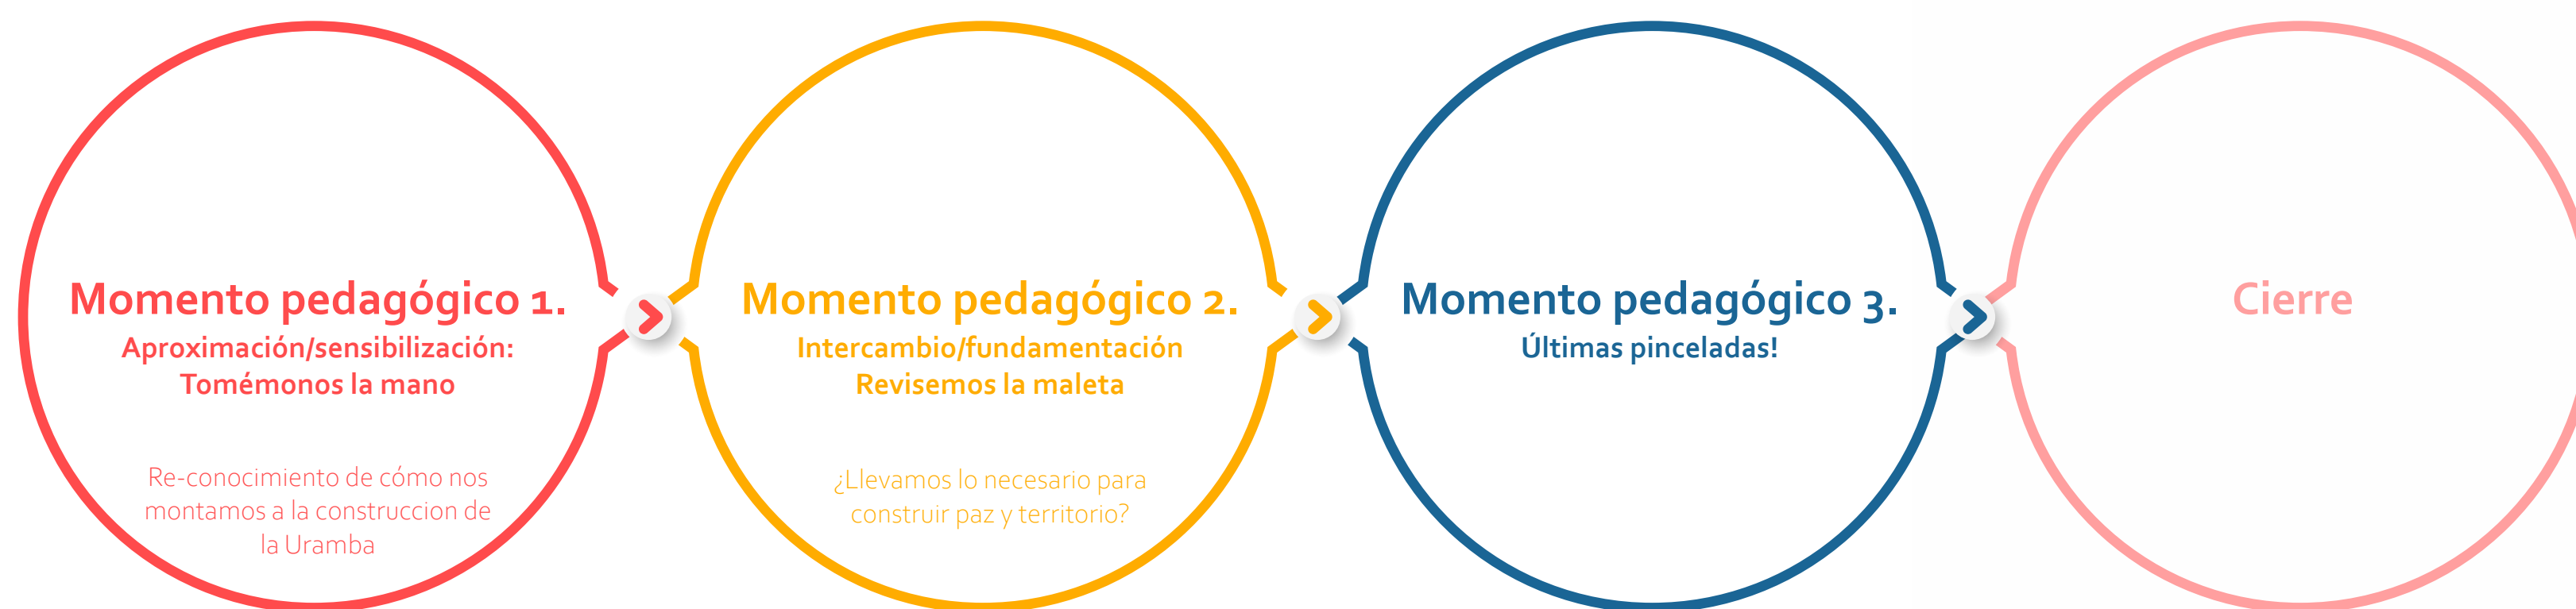 Momento pedagógico 1.
Aproximación/sensibilización:
Tomémonos la mano
Re-conocimiento de cómo nos
montamos a la construccion de
la Uramba
Momento pedagógico 2.
Intercambio/fundamentación
Revisemos la maleta
¿Llevamos lo necesario para
construir paz y territorio?
Momento pedagógico 3.
Últimas pinceladas!
Cierre